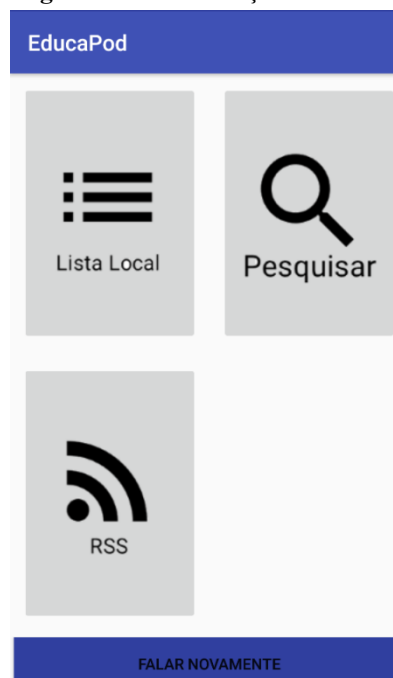 EducaPod
Lista Local
Pesquisar
RSS
FALAR NOVAMENTE